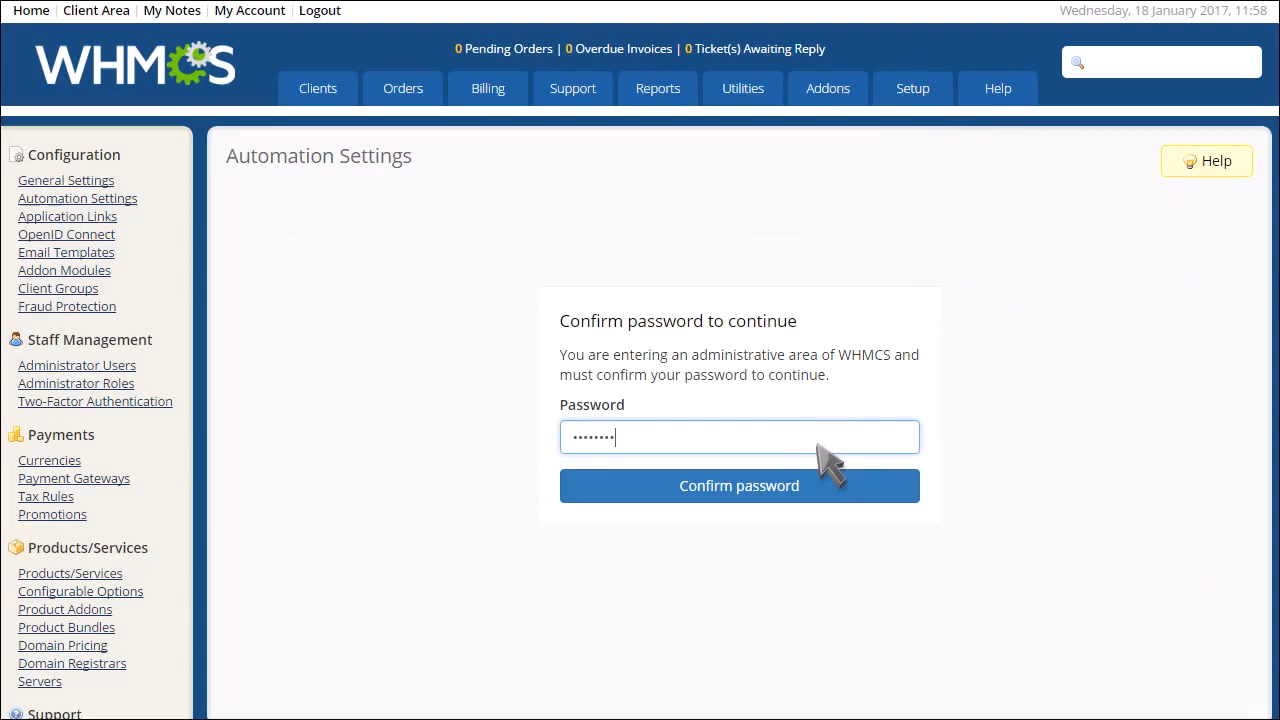 Home | Client Area | My Notes | My Account | Logout
Wednesday, 18 January 2017, 11:58
WHMCS
0 Pending Orders | 0 Overdue Invoices | 0 Ticket(s) Awaiting Reply
Clients Orders Billing Support Reports Utilities Addons Setup Help
Configuration
General Settings
Automation Settings
Application Links
OpenID Connect
Email Templates
Addon Modules
Client Groups
Fraud Protection
Staff Management
Administrator Users
Administrator Roles
Two-Factor Authentication
Payments
Currencies
Payment Gateways
Tax Rules
Promotions
Products/Services
Products/Services
Configurable Options
Product Addons
Product Bundles
Domain Pricing
Domain Registrars
Servers
Support
Automation Settings
Help
Confirm password to continue
You are entering an administrative area of WHMCS and
must confirm your password to continue.
Password
••••••••
Confirm password